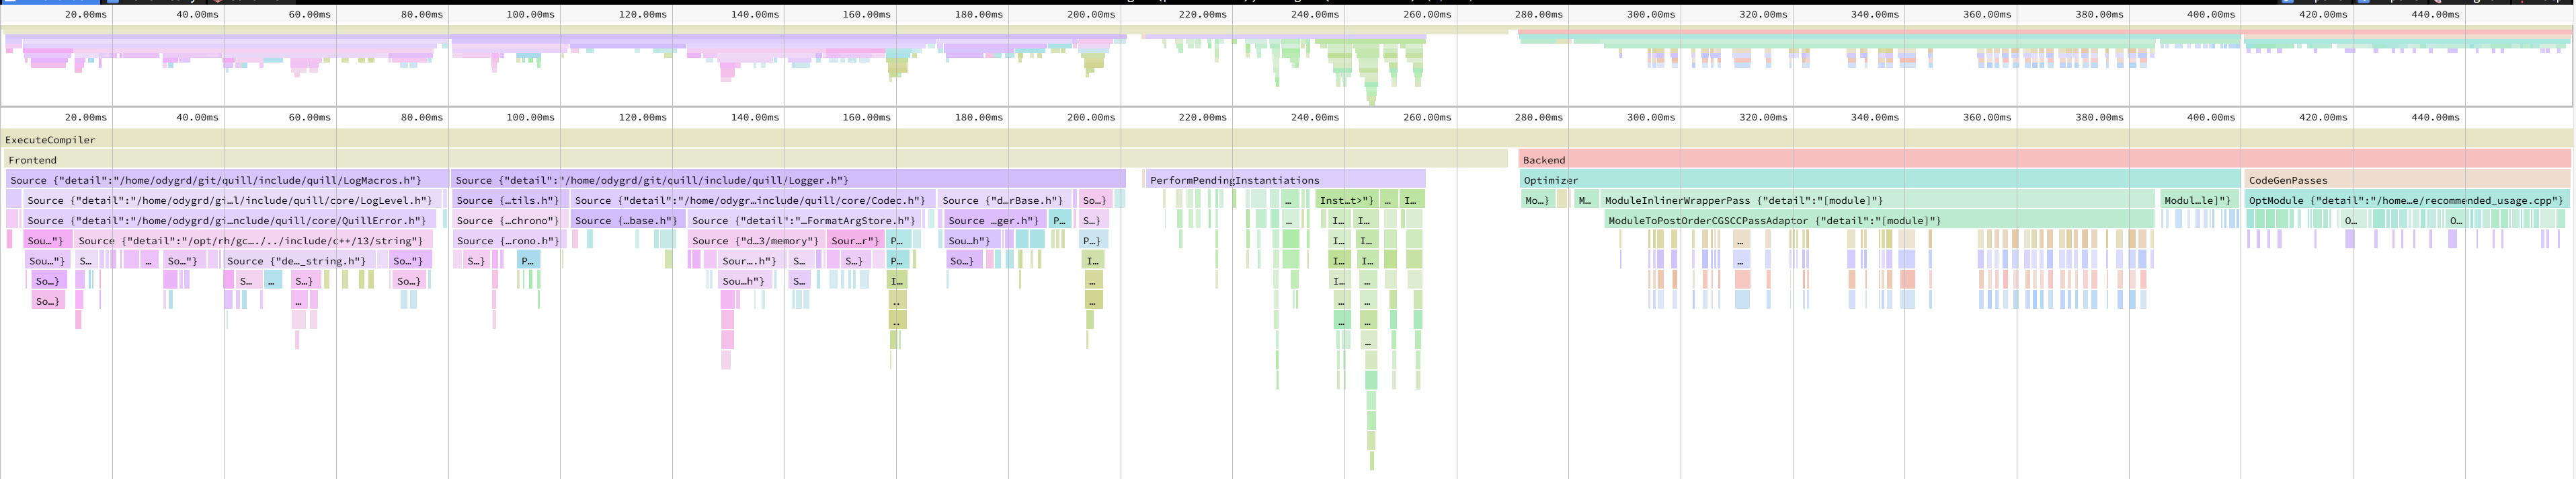 20.00ms 40.00ms 60.00ms 80.00ms 100.00ms 120.00ms 140.00ms 160.00ms 180.00ms 200.00ms 220.00ms 240.00ms 260.00ms 280.00ms 300.00ms 320.00ms 340.00ms 360.00ms 380.00ms 400.00ms 420.00ms 440.00ms
20.00ms 40.00ms 60.00ms 80.00ms 100.00ms 120.00ms 140.00ms 160.00ms 180.00ms 200.00ms 220.00ms 240.00ms 260.00ms 280.00ms 300.00ms 320.00ms 340.00ms 360.00ms 380.00ms 400.00ms 420.00ms 440.00ms
ExecuteCompiler
Frontend Backend
Source {"detail":"/home/odygrd/git/quill/include/quill/LogMacros.h"} Source {"detail":"/home/odygrd/git/quill/include/quill/Logger.h"} PerformPendingInstantiations Optimizer CodeGenPasses
Source {"detail":"/home/odygrd/gi…l/include/quill/core/LogLevel.h"} Source {…tils.h"} Source {"detail":"/home/odygr…include/quill/core/Codec.h"} Source {"d…rBase.h"} So…} … Inst…t>"} … I… Mo…} M… ModuleInlinerWrapperPass {"detail":"[module]"} Modul…le]"} OptModule {"detail":"/home…e/recommended_usage.cpp"}
Source {"detail":"/home/odygrd/gi…nclude/quill/core/QuillError.h"} Source {…chrono"} Source {…base.h"} Source {"detail":"…FormatArgStore.h"} Source …ger.h"} P… S…} … I… I… ModuleToPostOrderCGSCCPassAdaptor {"detail":"[module]"} O… O…
Sou…"} Source {"detail":"/opt/rh/gc…./../include/c++/13/string"} Source {…rono.h"} Source {"d…3/memory"} Sour…r"} P… Sou…h"} P…} I… I… …
Sou…"} S… … So…"} Source {"de…_string.h"} So…"} S…} P… Sour….h"} S… S…} P… So…} I… I… I… …
So…} S… … S…} So…} Sou…h"} S… I… … I… …
So…} … .. … … …
.. … …
…